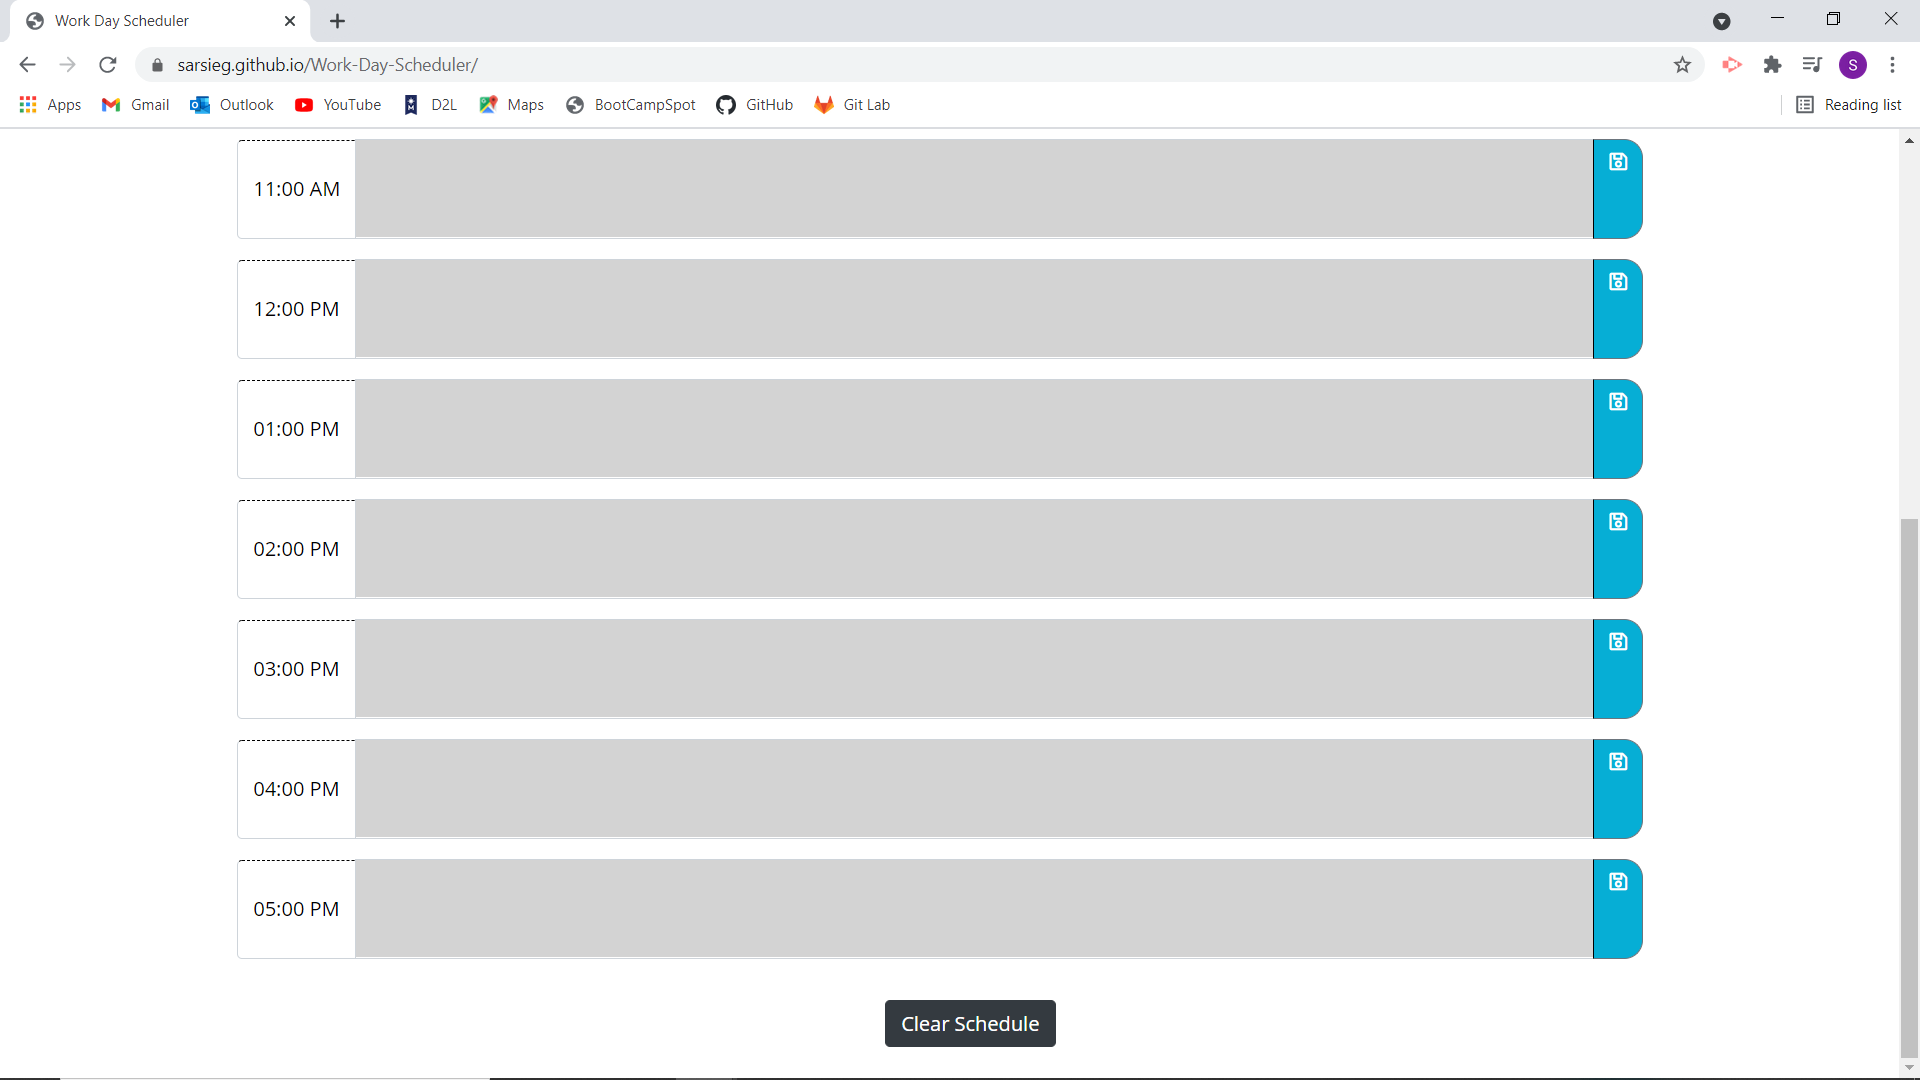 Work Day Scheduler
sarsieg.github.io/Work-Day-Scheduler/
S
Apps Gmail Outlook YouTube D2L Maps BootCampSpot GitHub Git Lab Reading list
11:00 AM
12:00 PM
01:00 PM
02:00 PM
03:00 PM
04:00 PM
05:00 PM
Clear Schedule